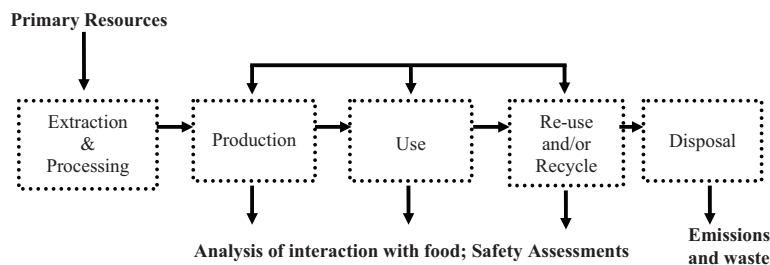 Primary Resources
Extraction
&
Processing
Production
Use
Re-use
and/or
Recycle
Disposal
Analysis of interaction with food; Safety Assessments
Emissions
and waste